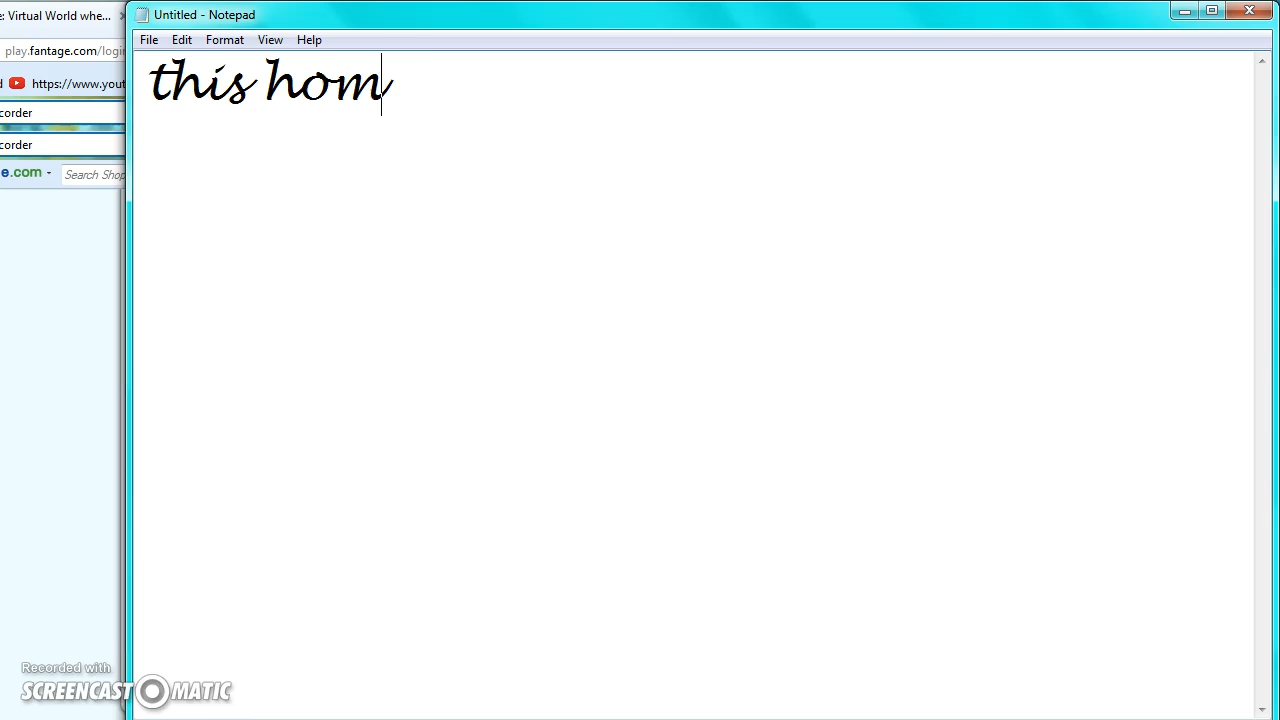 : Virtual World whe...
Untitled - Notepad
play.fantage.com/login
File Edit Format View Help
https://www.yout
this hom
corder
corder
e.com
Search Shop
Recorded with
SCREENCAST MATIC